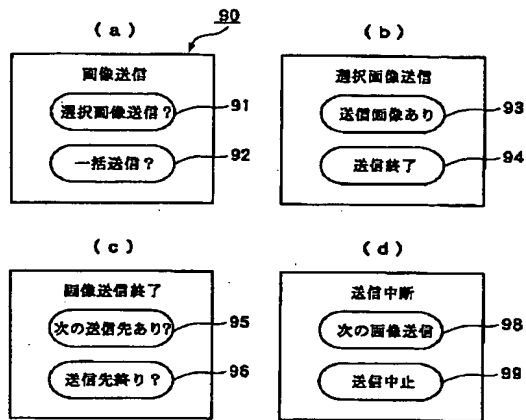 (a)
90
画像送信
選択画像送信?
91
一括送信?
92
(b)
選択画像送信
送信画像あり
93
送信終了
94
(c)
画像送信終了
次の送信先あり?
95
送信先終り?
96
(d)
送信中断
次の画像送信
98
送信中止
99